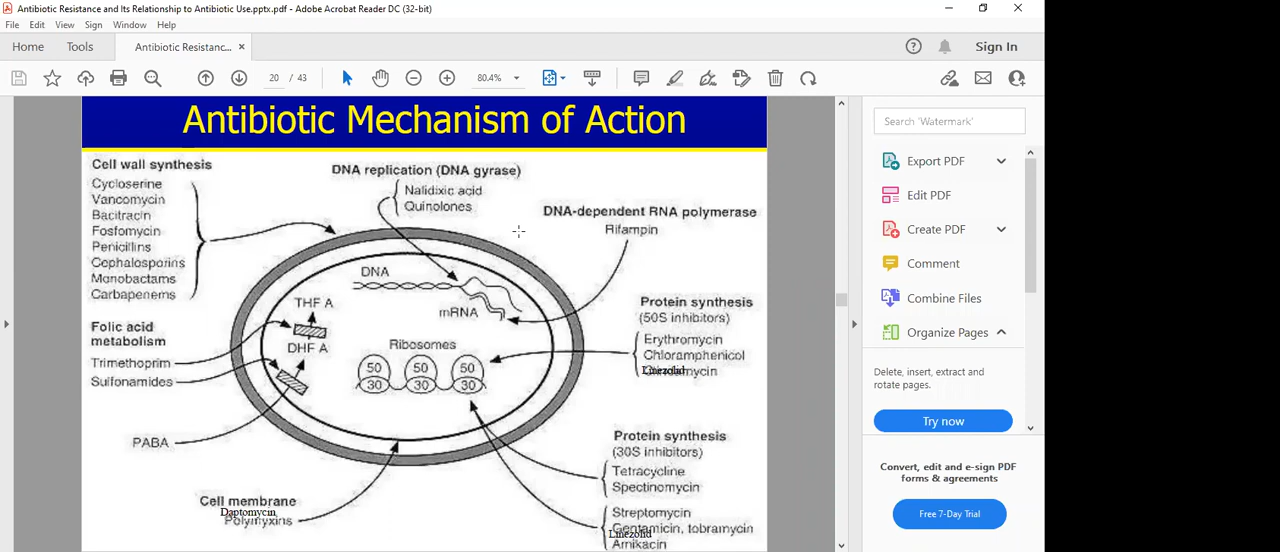 Antibiotic Resistance and Its Relationship to Antibiotic Use.pptx.pdf - Adobe Acrobat Reader DC (32-bit)
File Edit View Sign Window Help
Home Tools Antibiotic Resistanc... × Sign In
20 / 43 80.4%
Antibiotic Mechanism of Action
Cell wall synthesis
Cycloserine
Vancomycin
Bacitracin
Fosfomycin
Penicillins
Cephalosporins
Monobactams
Carbapenems
DNA replication (DNA gyrase)
Nalidixic acid
Quinolones
DNA-dependent RNA polymerase
Rifampin
DNA
mRNA
THF A
DHF A
Ribosomes
50 50 50
30 30 30
Folic acid
metabolism
Trimethoprim
Sulfonamides
PABA
Protein synthesis
(50S inhibitors)
Erythromycin
Chloramphenicol
Linezolid
Protein synthesis
(30S inhibitors)
Tetracycline
Spectinomycin
Streptomycin
Gentamicin, tobramycin
Linezolid
Amikacin
Cell membrane
Daptomycin
Polymyxins
Search 'Watermark'
Export PDF
Edit PDF
Create PDF
Comment
Combine Files
Organize Pages
Delete, insert, extract and
rotate pages.
Try now
Convert, edit and e-sign PDF
forms & agreements
Free 7-Day Trial